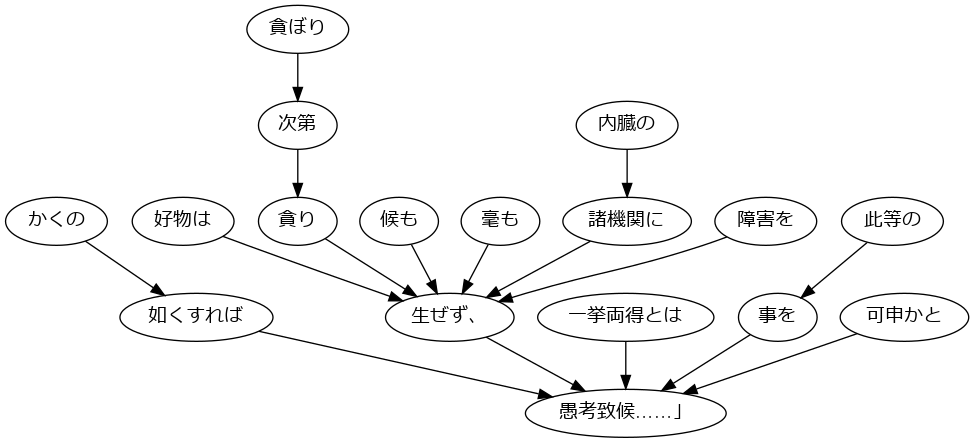 貪ぼり
次第
内臓の
かくの
好物は
貪り
候も
毫も
諸機関に
障害を
此等の
如くすれば
生ぜず、
一挙両得とは
事を
可申かと
愚考致候……」